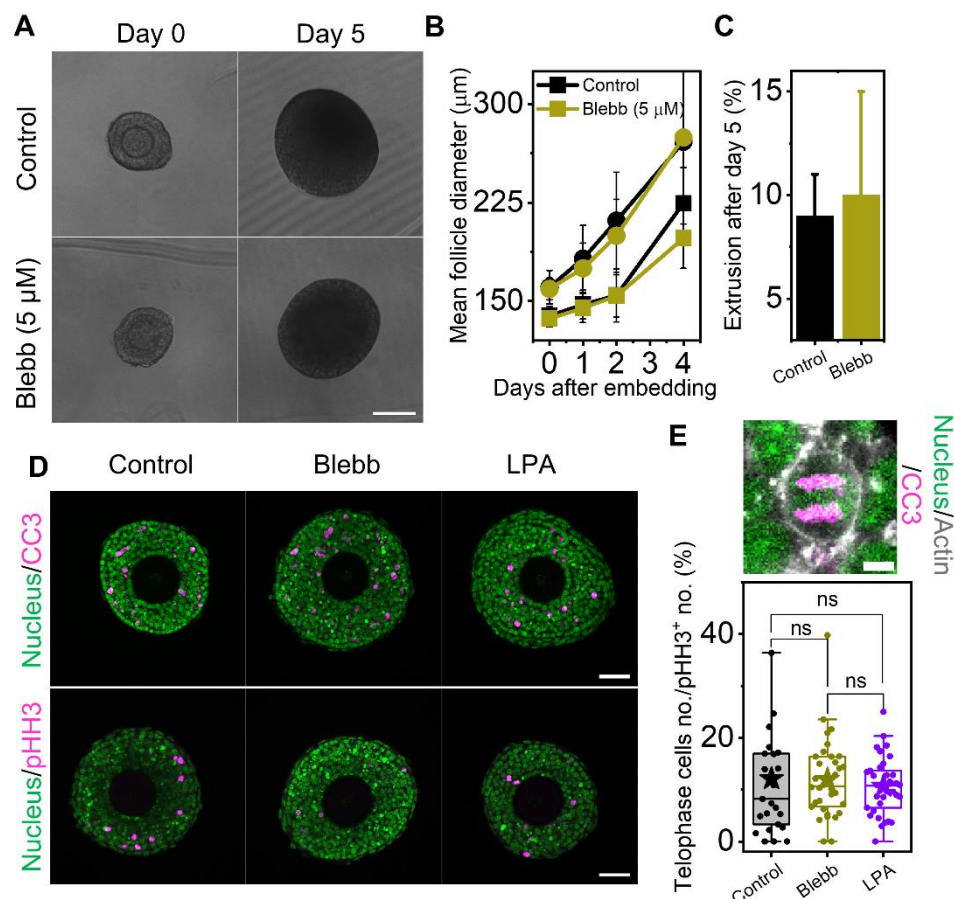 A
Day 0
Day 5
Control
Blebb (5 μM)
B
Mean follicle diameter (μm)
300
225
150
Control
Blebb (5 μM)
0 1 2 3 4
Days after embedding
C
Extrusion after day 5 (%)
15
10
5
Control
Blebb
D
Control
Blebb
LPA
Nucleus/CC3
Nucleus/pHH3
E
Nucleus/Actin
/CC3
Telophase cells no./pHH3⁺ no. (%)
40
20
0
ns
ns
ns
Control
Blebb
LPA